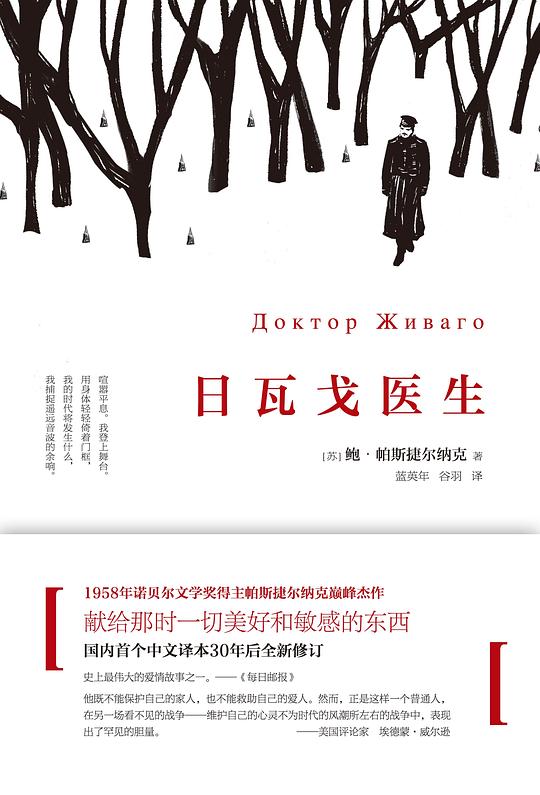 Доктор Живаго
日瓦戈医生
[苏] 鲍·帕斯捷尔纳克 著
蓝英年 谷羽 译
喧嚣平息。我登上舞台。
用身体轻轻倚着门框，
我的时代将发生什么，
我捕捉遥远音波的余响。
1958年诺贝尔文学奖得主帕斯捷尔纳克巅峰杰作
献给那时一切美好和敏感的东西
国内首个中文译本30年后全新修订
史上最伟大的爱情故事之一。——《每日邮报》
他既不能保护自己的家人，也不能救助自己的爱人。然而，正是这样一个普通人，
在另一场看不见的战争——维护自己的心灵不为时代的风潮所左右的战争中，表现
出了罕见的胆量。 ——美国评论家 埃德蒙·威尔逊